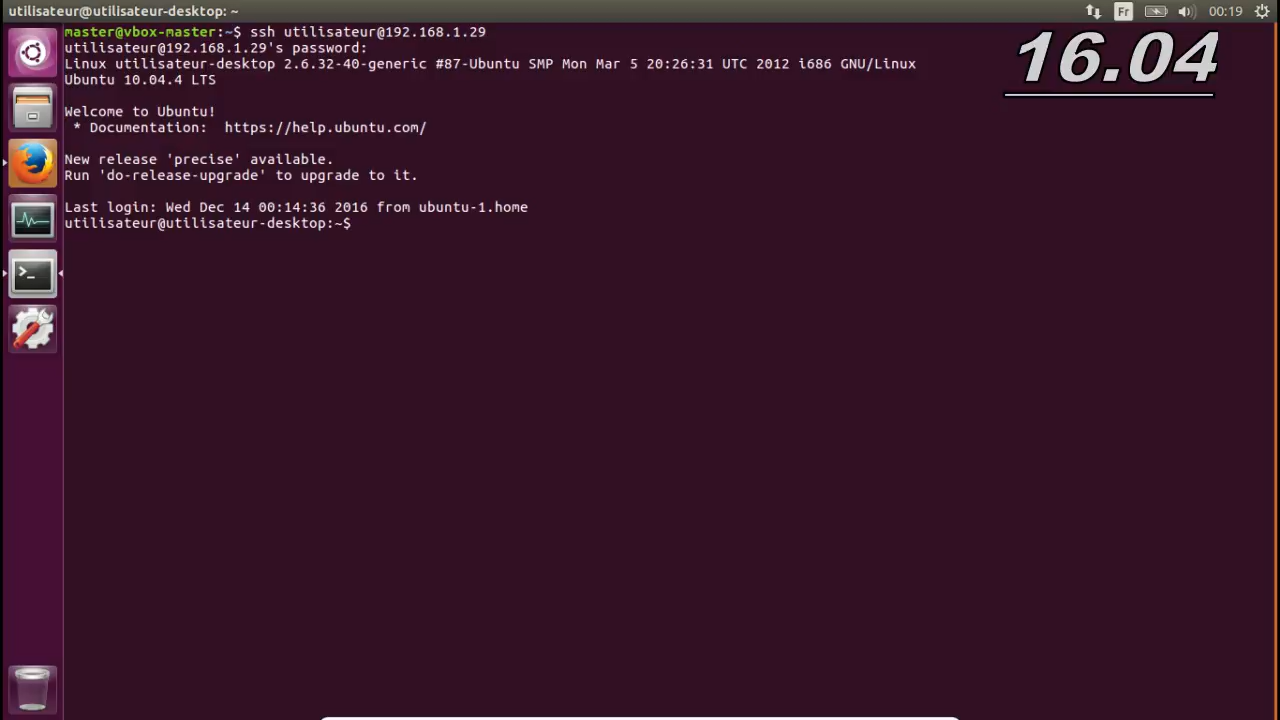 utilisateur@utilisateur-desktop: ~
Fr
00:19
16.04
master@vbox-master:~$ ssh utilisateur@192.168.1.29
utilisateur@192.168.1.29's password:
Linux utilisateur-desktop 2.6.32-40-generic #87-Ubuntu SMP Mon Mar 5 20:26:31 UTC 2012 i686 GNU/Linux
Ubuntu 10.04.4 LTS
Welcome to Ubuntu!
* Documentation:  https://help.ubuntu.com/
New release 'precise' available.
Run 'do-release-upgrade' to upgrade to it.
Last login: Wed Dec 14 00:14:36 2016 from ubuntu-1.home
utilisateur@utilisateur-desktop:~$